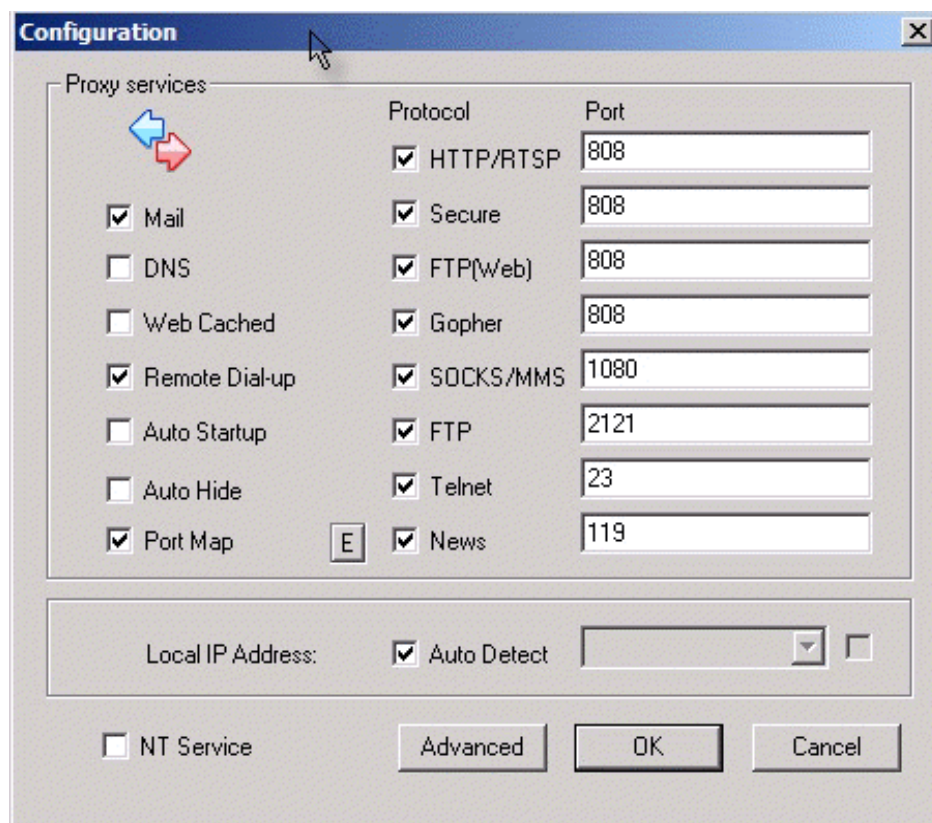 Configuration
Proxy services
Protocol Port
HTTP/RTSP 808
Mail Secure 808
DNS FTP(Web) 808
Web Cached Gopher 808
Remote Dial-up SOCKS/MMS 1080
Auto Startup FTP 2121
Auto Hide Telnet 23
Port Map E News 119
Local IP Address: Auto Detect
NT Service Advanced OK Cancel